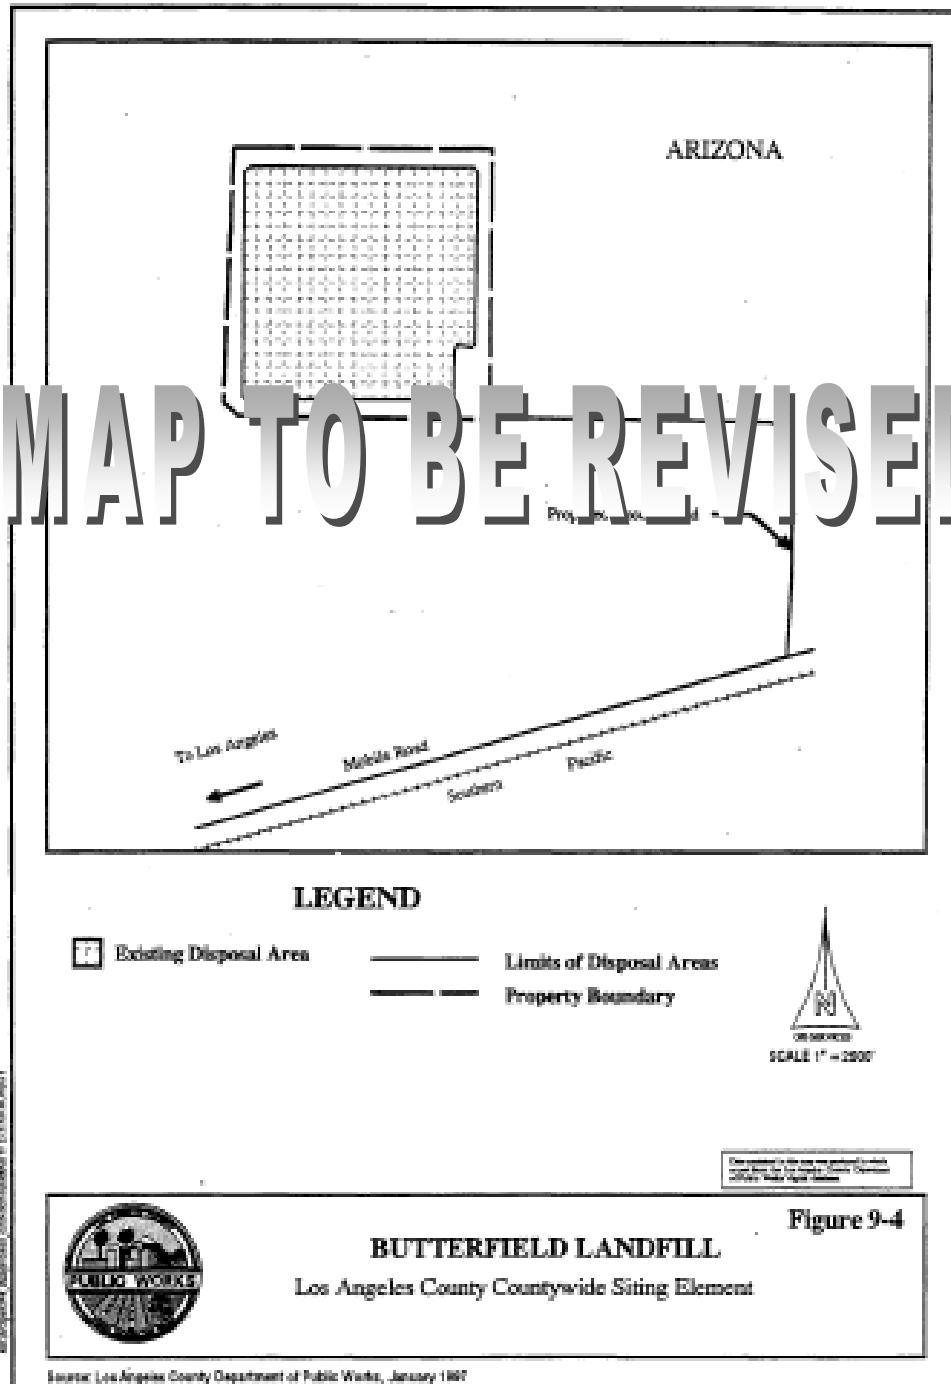 ARIZONA
MAP TO BE REVISED
To Los Angeles
Mobile Road
Southern Pacific
LEGEND
Existing Disposal Area
Limits of Disposal Areas
Property Boundary
N
SCALE 1" =
Figure 9-4
BUTTERFIELD LANDFILL
Los Angeles County Countywide Siting Element
PUBLIC WORKS
Source: Los Angeles County Department of Public Works, January 1997